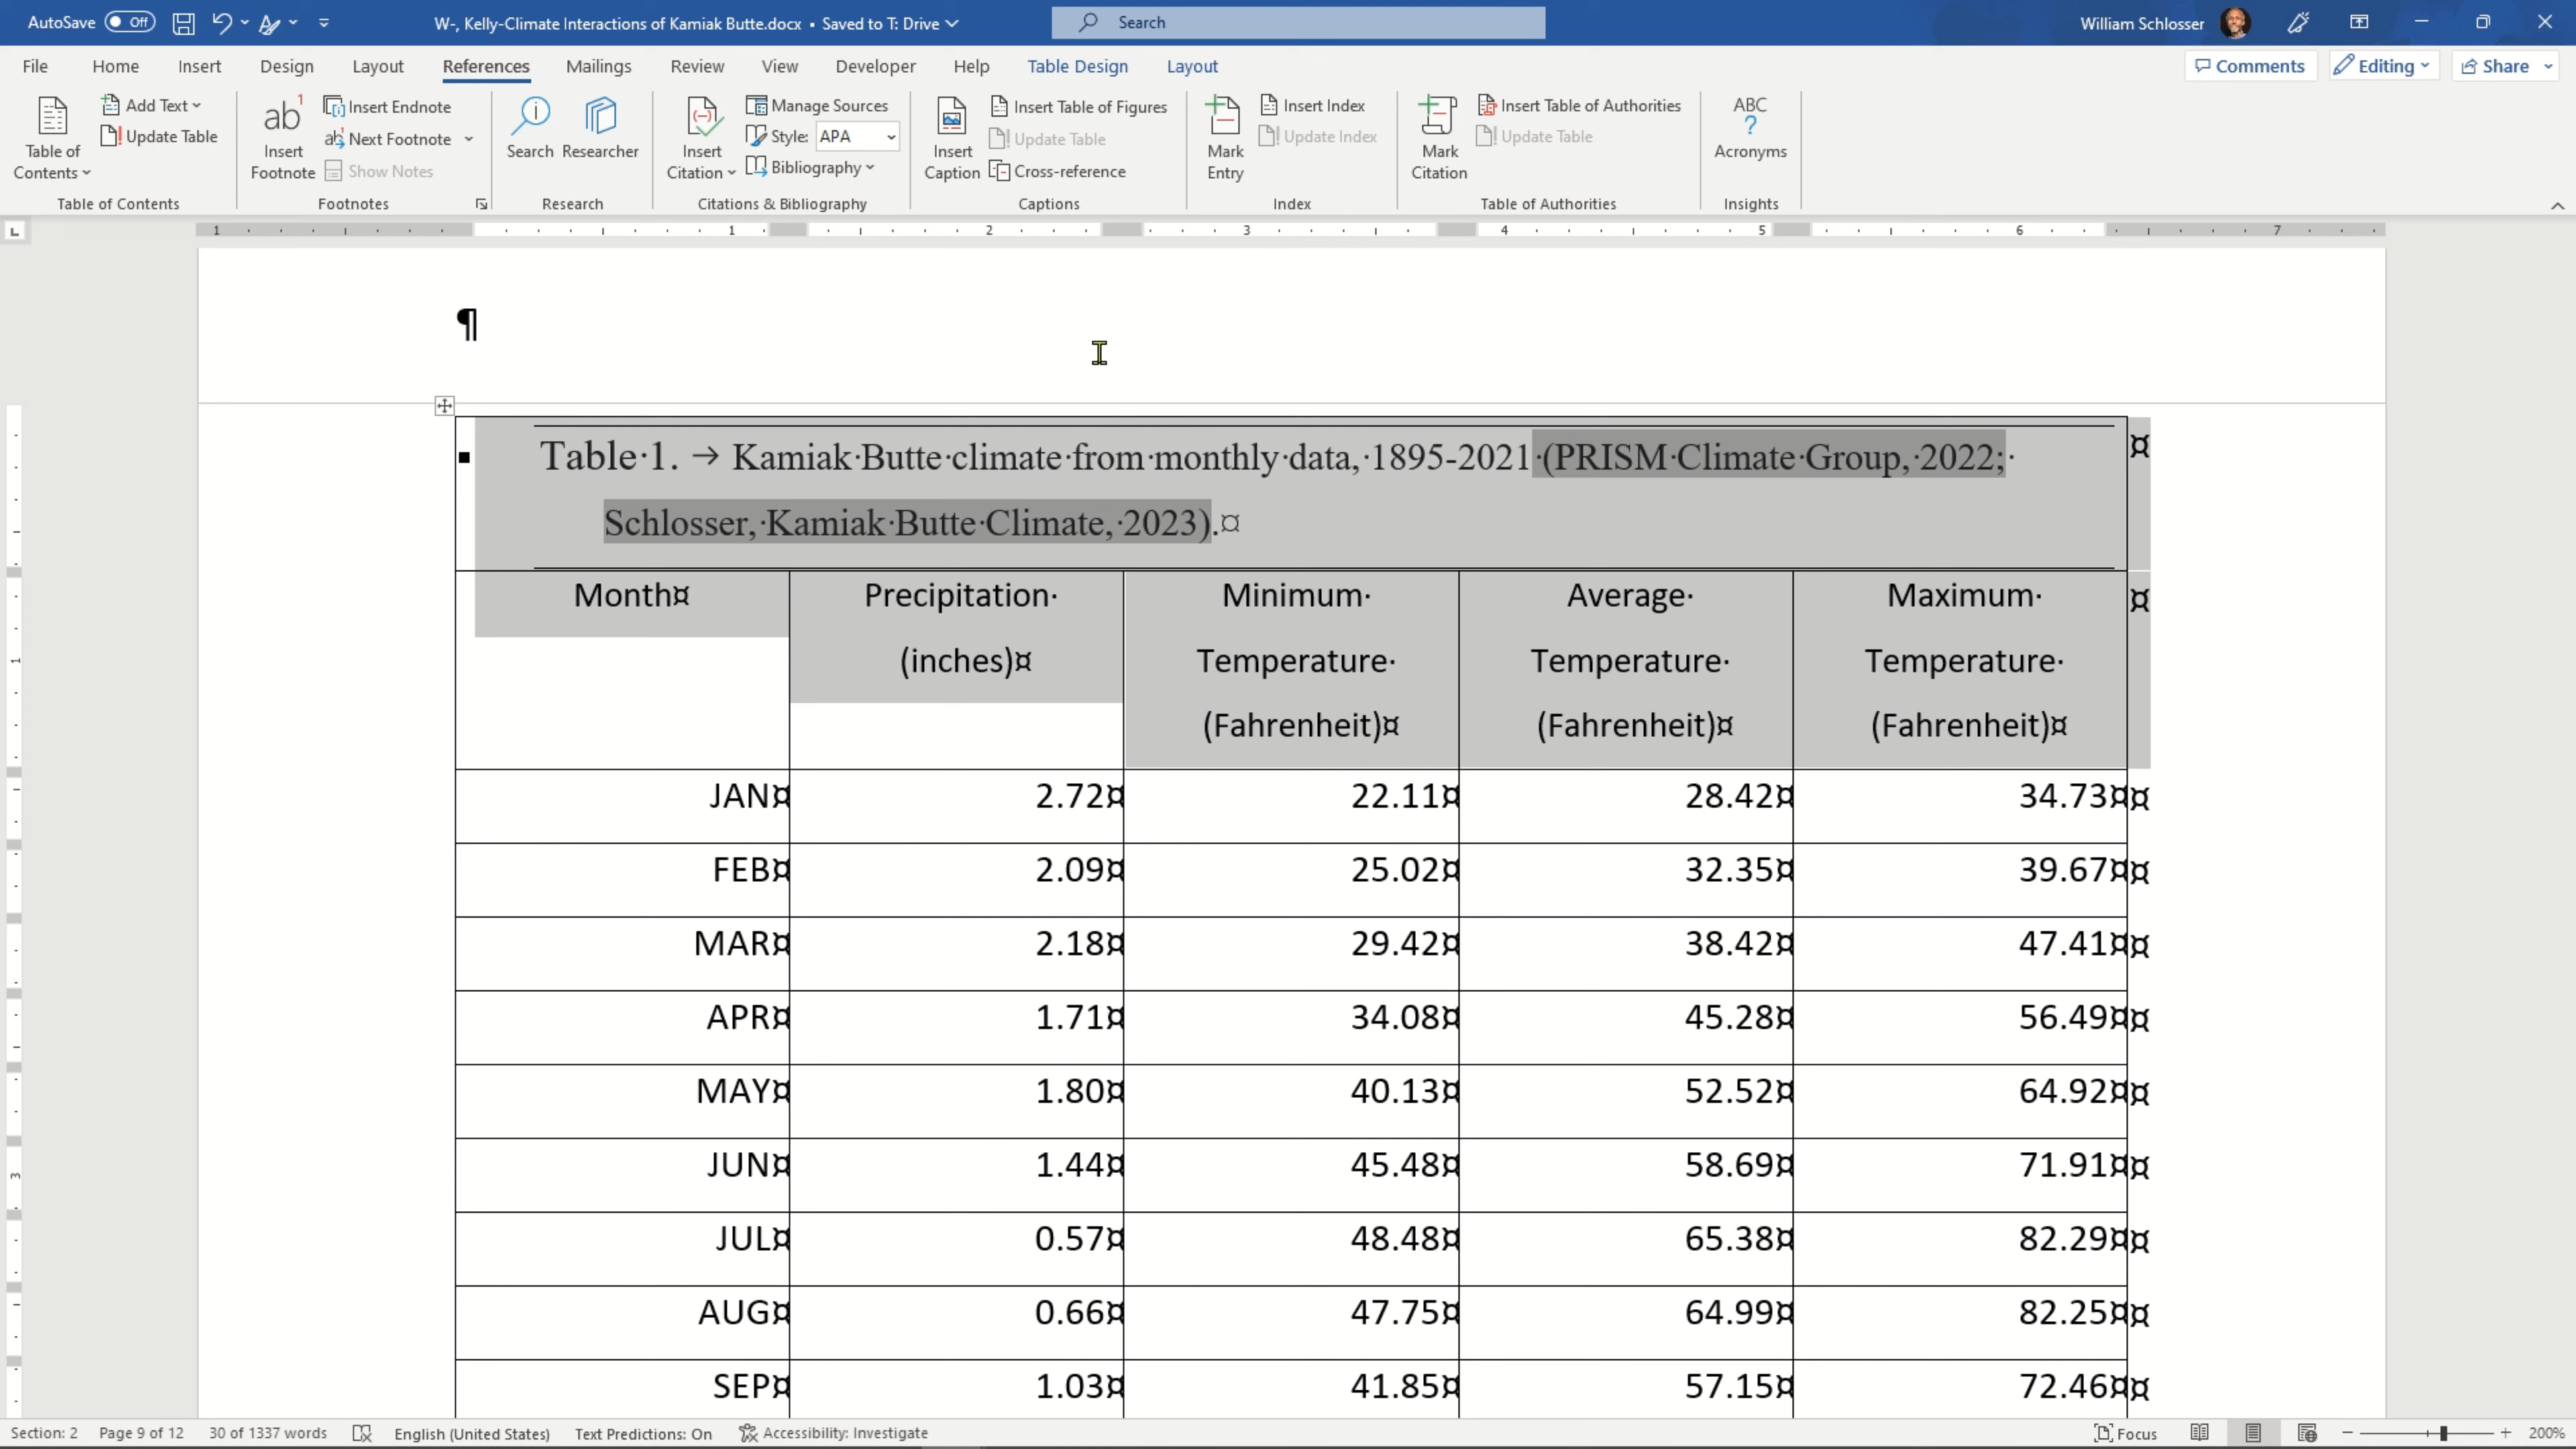 AutoSave Off W-, Kelly-Climate Interactions of Kamiak Butte.docx • Saved to T: Drive Search William Schlosser
File Home Insert Design Layout References Mailings Review View Developer Help Table Design Layout Comments Editing Share
Table of Contents
Add Text
Update Table
Table of Contents
ab1
Insert Footnote
Insert Endnote
Next Footnote
Show Notes
Footnotes
Search
Researcher
Research
Insert Citation
Manage Sources
Style: APA
Bibliography
Citations & Bibliography
Insert Caption
Insert Table of Figures
Update Table
Cross-reference
Captions
Mark Entry
Insert Index
Update Index
Index
Mark Citation
Insert Table of Authorities
Update Table
Table of Authorities
ABC
?
Acronyms
Insights
1 1 2 3 4 5 6 7
¶
Table·1. → Kamiak·Butte·climate·from·monthly·data,·1895-2021·(PRISM·Climate·Group,·2022;·
Schlosser,·Kamiak·Butte·Climate,·2023).¤
¤
Month¤
Precipitation·
(inches)¤
Minimum·
Temperature·
(Fahrenheit)¤
Average·
Temperature·
(Fahrenheit)¤
Maximum·
Temperature·
(Fahrenheit)¤
¤
JAN¤ 2.72¤ 22.11¤ 28.42¤ 34.73¤¤
FEB¤ 2.09¤ 25.02¤ 32.35¤ 39.67¤¤
MAR¤ 2.18¤ 29.42¤ 38.42¤ 47.41¤¤
APR¤ 1.71¤ 34.08¤ 45.28¤ 56.49¤¤
MAY¤ 1.80¤ 40.13¤ 52.52¤ 64.92¤¤
JUN¤ 1.44¤ 45.48¤ 58.69¤ 71.91¤¤
JUL¤ 0.57¤ 48.48¤ 65.38¤ 82.29¤¤
AUG¤ 0.66¤ 47.75¤ 64.99¤ 82.25¤¤
SEP¤ 1.03¤ 41.85¤ 57.15¤ 72.46¤¤
1
3
Section: 2 Page 9 of 12 30 of 1337 words English (United States) Text Predictions: On Accessibility: Investigate Focus 200%